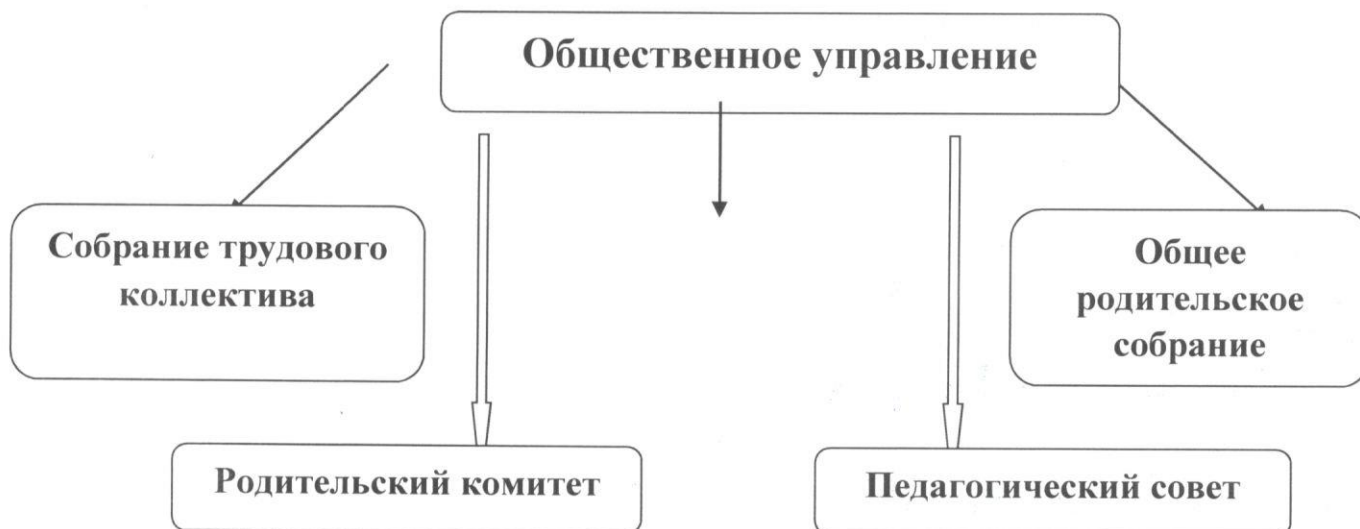 Общественное управление
Собрание трудового
коллектива
Общее
родительское
собрание
Родительский комитет
Педагогический совет